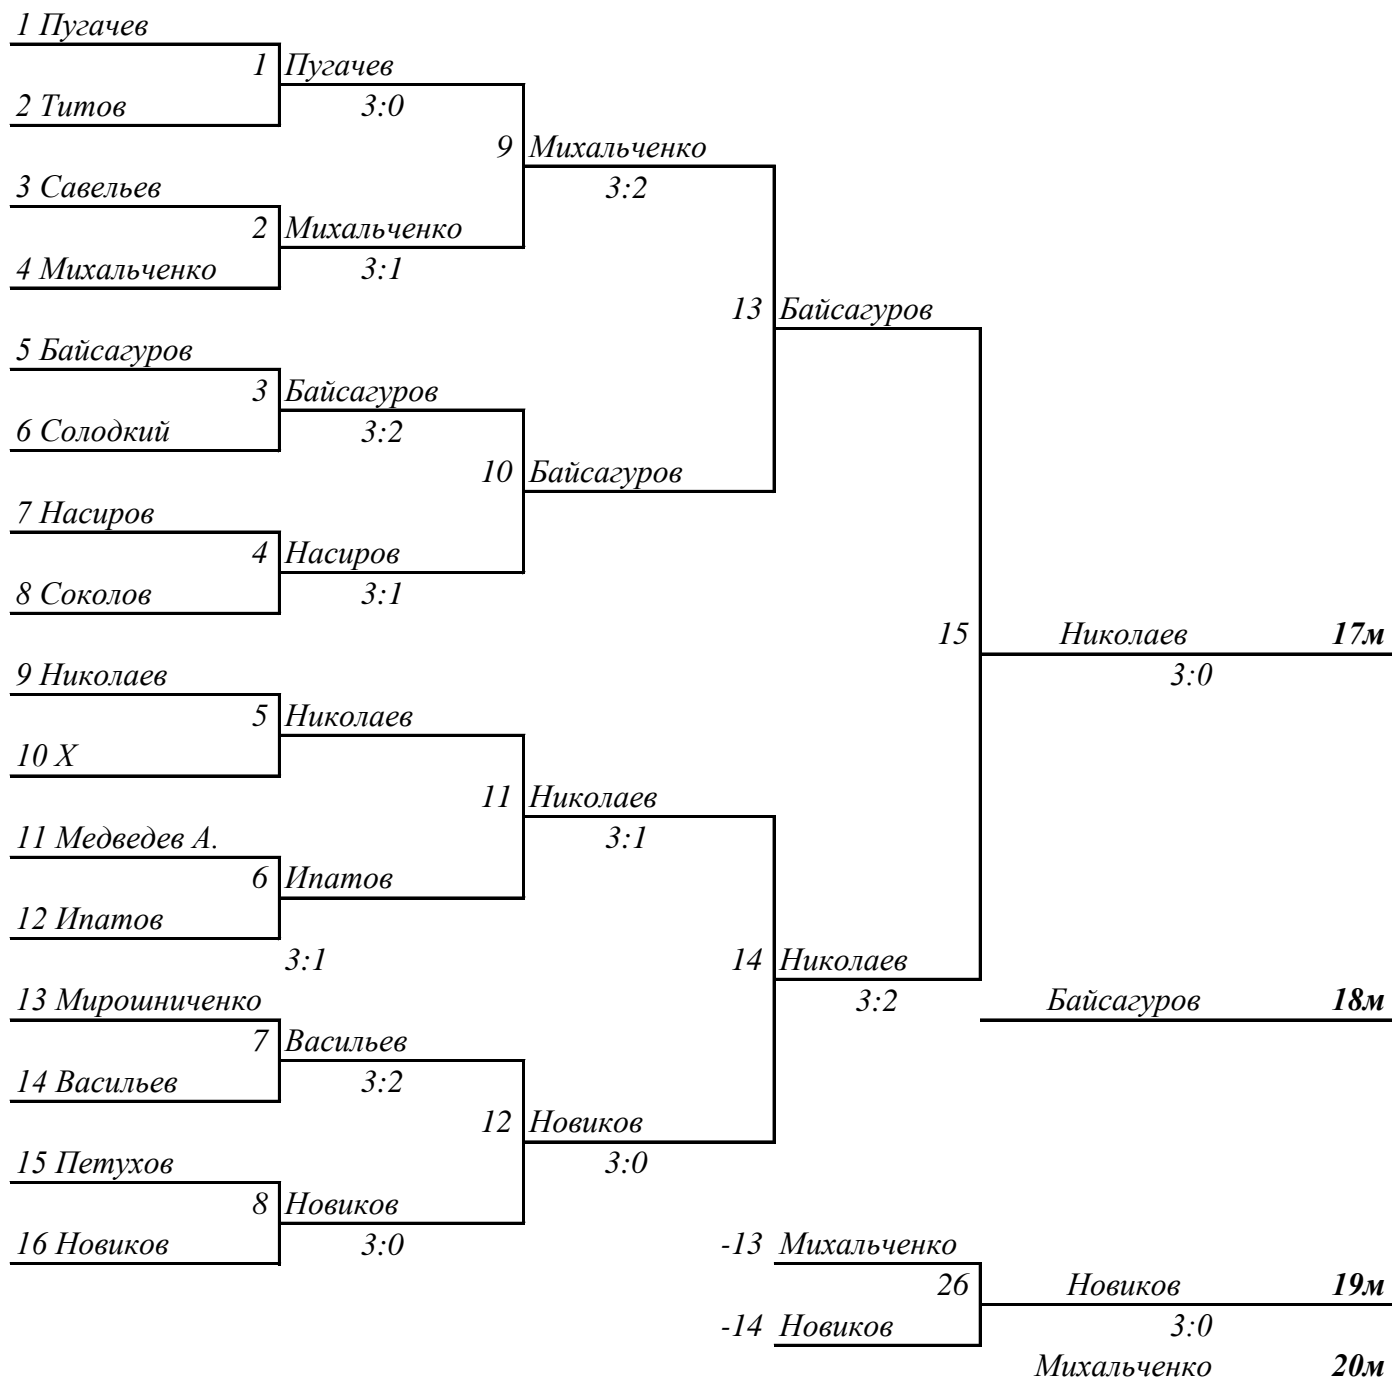 1 Пугачев
1 Пугачев
2 Титов
3:0
9 Михальченко
3 Савельев
3:2
2 Михальченко
4 Михальченко
3:1
13 Байсагуров
5 Байсагуров
3 Байсагуров
6 Солодкий
3:2
10 Байсагуров
7 Насиров
4 Насиров
8 Соколов
3:1
15 Николаев 17м
9 Николаев
3:0
5 Николаев
10 Х
11 Николаев
11 Медведев А.
3:1
6 Ипатов
12 Ипатов
3:1
14 Николаев
13 Мирошниченко
3:2
Байсагуров 18м
7 Васильев
14 Васильев
3:2
12 Новиков
15 Петухов
3:0
8 Новиков
16 Новиков
3:0
-13 Михальченко
26 Новиков 19м
-14 Новиков
3:0
Михальченко 20м